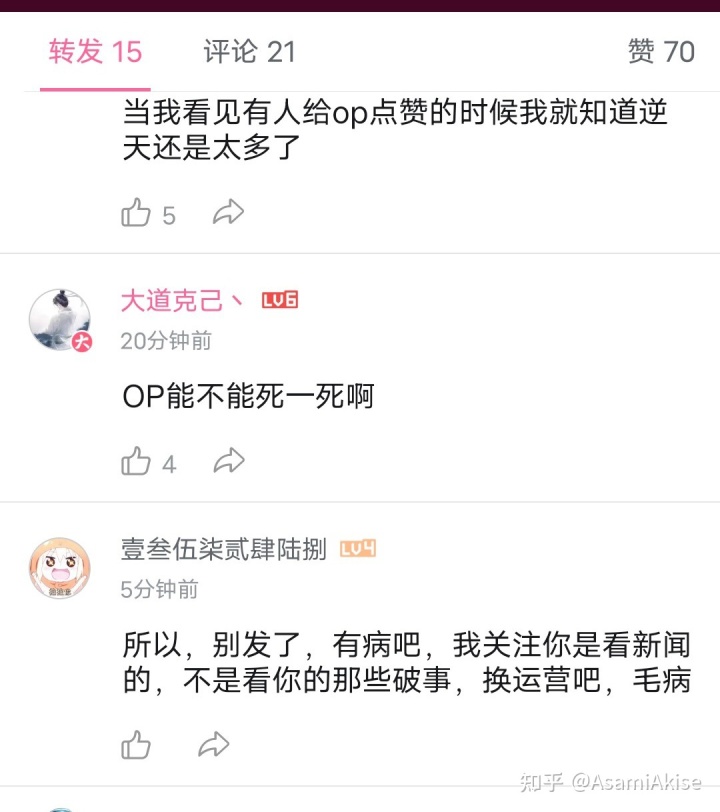 转发 15 评论 21 赞 70
当我看见有人给op点赞的时候我就知道逆
天还是太多了
5
大道克己丶 LV6
大
20分钟前
OP能不能死一死啊
4
壹叁伍柒贰肆陆捌 LV4
5分钟前
所以，别发了，有病吧，我关注你是看新闻
的，不是看你的那些破事，换运营吧，毛病
知乎 @AsamiAkise